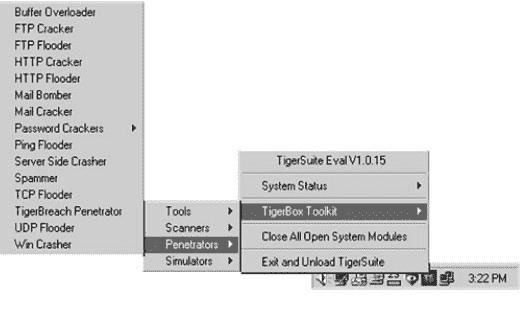 Buffer Overloader
FTP Cracker
FTP Flooder
HTTP Cracker
HTTP Flooder
Mail Bomber
Mail Cracker
Password Crackers
Ping Flooder
Server Side Crasher
Spammer
TCP Flooder
TigerBreach Penetrator
UDP Flooder
Win Crasher
Tools
Scanners
Penetrators
Simulators
TigerSuite Eval V1.0.15
System Status
TigerBox Toolkit
Close All Open System Modules
Exit and Unload TigerSuite
3:22 PM